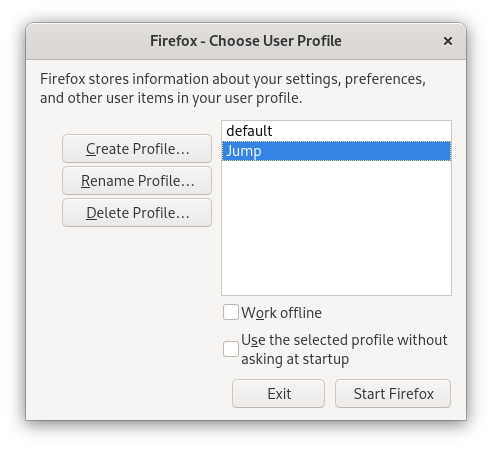 Firefox - Choose User Profile
Firefox stores information about your settings, preferences,
and other user items in your user profile.
Create Profile...
Rename Profile...
Delete Profile...
default
Jump
Work offline
Use the selected profile without
asking at startup
Exit
Start Firefox